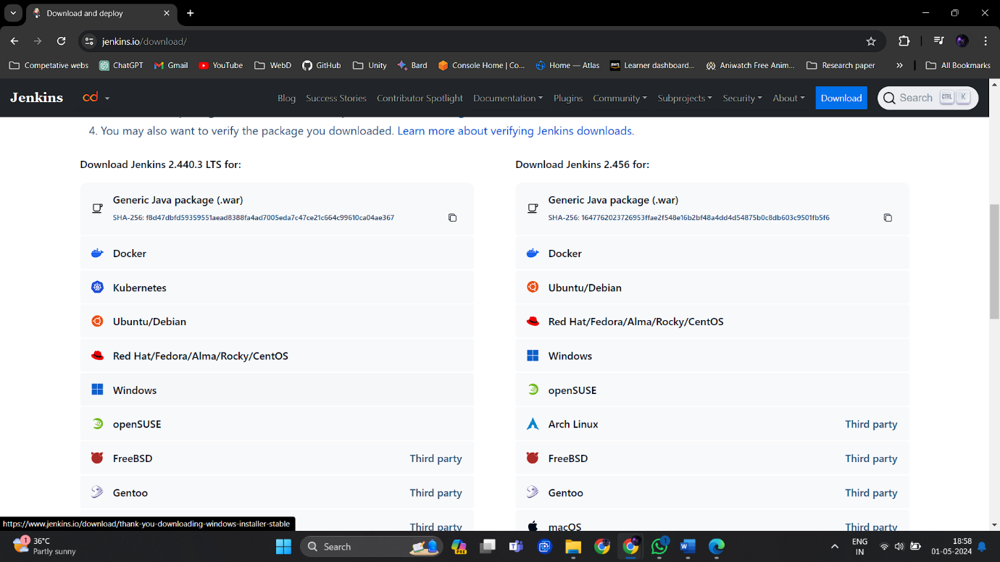 Download and deploy
jenkins.io/download/
Competative webs
ChatGPT
Gmail
YouTube
WebD
GitHub
Unity
Bard
Console Home | Co...
Home — Atlas
aws
Learner dashboard...
Aniwatch Free Anim...
Research paper
All Bookmarks
Jenkins
cd
Blog
Success Stories
Contributor Spotlight
Documentation
Plugins
Community
Subprojects
Security
About
Download
Search
CTRL
K
4. You may also want to verify the package you downloaded. Learn more about verifying Jenkins downloads.
Download Jenkins 2.440.3 LTS for:
Generic Java package (.war)
SHA-256: f8d47dbfd59359551aead8388fa4ad7005eda7c47ce21c664c99610ca04ae367
Docker
Kubernetes
Ubuntu/Debian
Red Hat/Fedora/Alma/Rocky/CentOS
Windows
openSUSE
FreeBSD Third party
Gentoo Third party
Third party
Download Jenkins 2.456 for:
Generic Java package (.war)
SHA-256: 1647762023726953ffae2f548e16b2bf48a4dd4d54875b0c8db603c9501fb5f6
Docker
Ubuntu/Debian
Red Hat/Fedora/Alma/Rocky/CentOS
Windows
openSUSE
Arch Linux Third party
FreeBSD Third party
Gentoo Third party
macOS Third party
https://www.jenkins.io/download/thank-you-downloading-windows-installer-stable
1
36°C
Partly sunny
Search
PRE
1
ENG
IN
18:58
01-05-2024